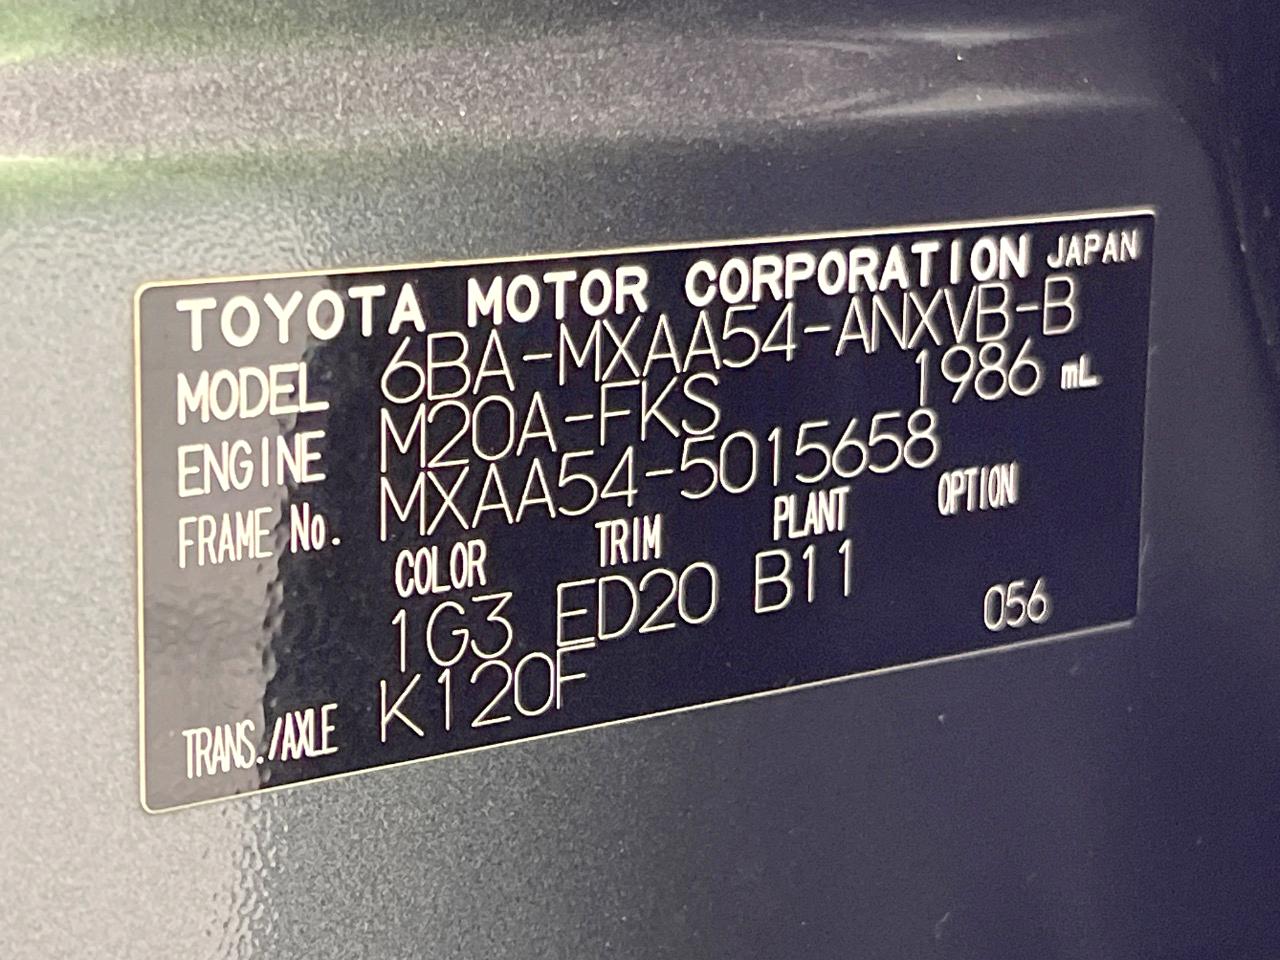 TOYOTA MOTOR CORPORATION JAPAN
MODEL 6BA-MXAA54-ANXVB-B
ENGINE M20A-FKS 1986 mL
FRAME No. MXAA54-5015658
COLOR TRIM PLANT OPTION
1G3 ED20 B11 056
TRANS./AXLE K120F